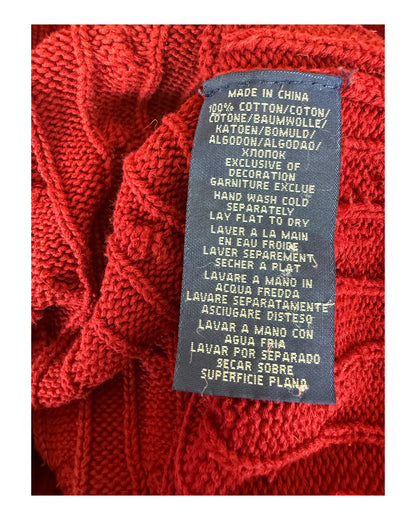 MADE IN CHINA
100% COTTON/COTON/
COTONE/BAUMWOLLE/
KATOEN/BOMULD/
ALGODON/ALGODAO/
ХЛОПОК
EXCLUSIVE OF
DECORATION
GARNITURE EXCLUE
HAND WASH COLD
SEPARATELY
LAY FLAT TO DRY
LAVER A LA MAIN
EN EAU FROIDE
LAVER SEPAREMENT
SECHER A PLAT
LAVARE A MANO IN
ACQUA FREDDA
LAVARE SEPARATAMENTE
ASCIUGARE DISTESO
LAVAR A MANO CON
AGUA FRIA
LAVAR POR SEPARADO
SECAR SOBRE
SUPERFICIE PLANA